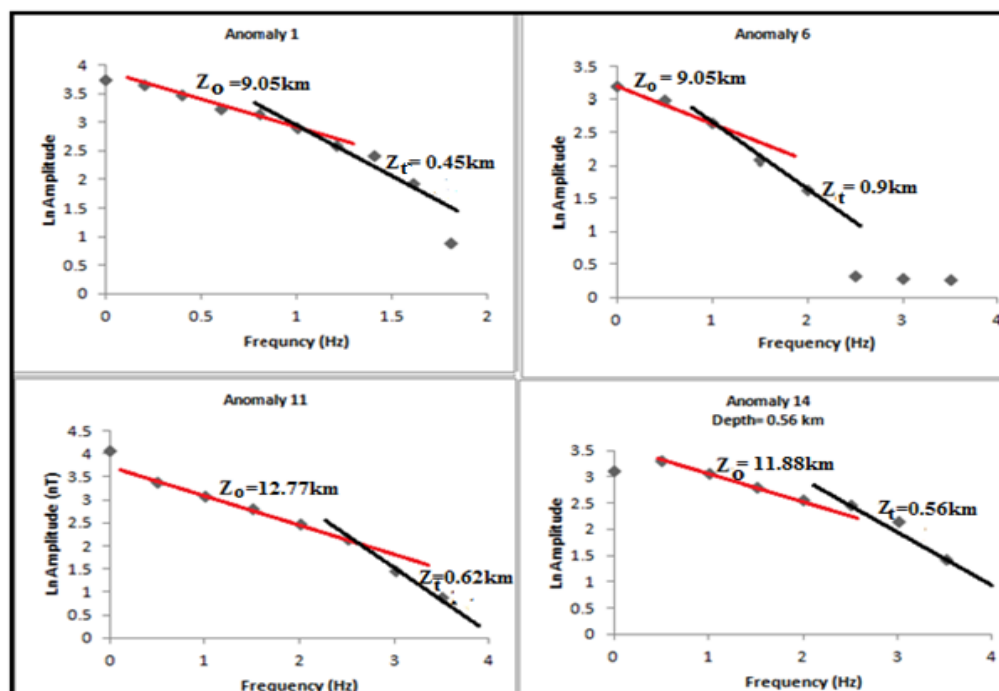 Anomaly 1
Ln Amplitude
4
3.5
3
2.5
2
1.5
1
0.5
0
Zo =9.05km
Zt = 0.45km
0 0.5 1 1.5 2
Frequncy (Hz)
Anomaly 6
Ln Amplitude
3.5
3
2.5
2
1.5
1
0.5
0
Zo = 9.05km
Zt = 0.9km
0 1 2 3 4
Frequency (Hz)
Anomaly 11
Ln Amplitude (nT)
4.5
4
3.5
3
2.5
2
1.5
1
0.5
0
Zo=12.77km
Zt=0.62km
0 1 2 3 4
Frequency (Hz)
Anomaly 14
Depth= 0.56 km
Ln Amplitude
3.5
3
2.5
2
1.5
1
0.5
0
Zo = 11.88km
Zt=0.56km
0 1 2 3 4
Frequency (Hz)